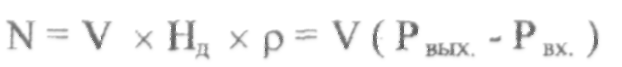 N = V × Hд × ρ = V ( Pвых. - Pвх. )